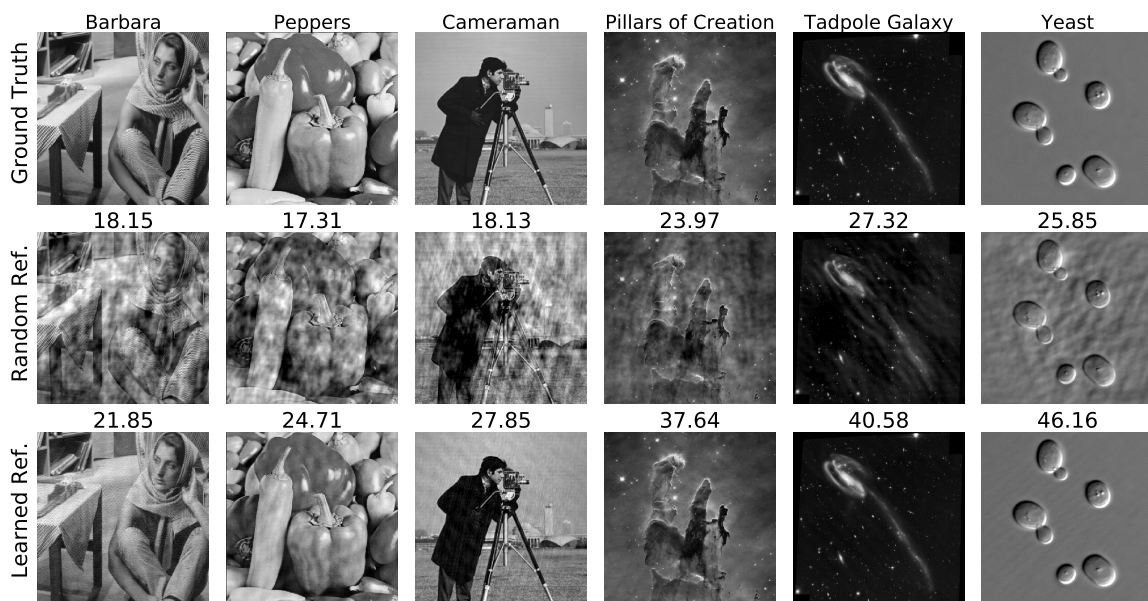 Barbara Peppers Cameraman Pillars of Creation Tadpole Galaxy Yeast
Ground Truth
18.15 17.31 18.13 23.97 27.32 25.85
Random Ref.
21.85 24.71 27.85 37.64 40.58 46.16
Learned Ref.